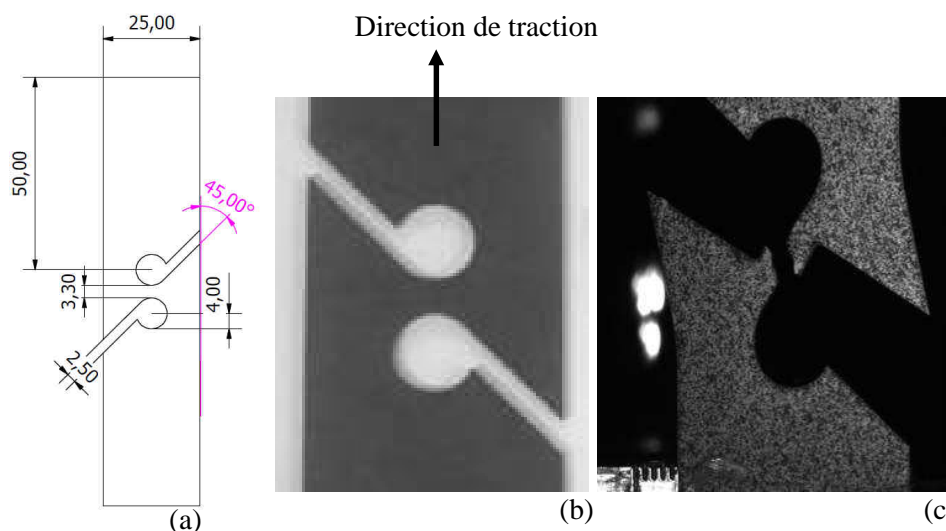 Direction de traction
25,00
50,00
45,00°
3,30
4,00
2,50
(a)
(b)
(c